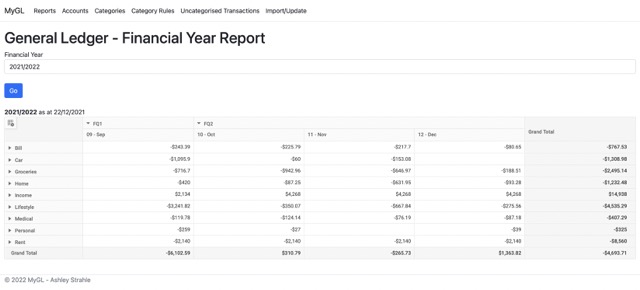 MyGL Reports Accounts Categories Category Rules Uncategorised Transactions Import/Update
General Ledger - Financial Year Report
Financial Year
2021/2022
Go
2021/2022 as at 22/12/2021
FQ1 FQ2 Grand Total
09 - Sep 10 - Oct 11 - Nov 12 - Dec
Bill -$243.39 -$225.79 -$217.7 -$80.65 -$767.53
Car -$1,095.9 -$60 -$153.08 -$1,308.98
Groceries -$716.7 -$942.96 -$646.97 -$188.51 -$2,495.14
Home -$420 -$87.25 -$631.95 -$93.28 -$1,232.48
Income $2,134 $4,268 $4,268 $4,268 $14,938
Lifestyle -$3,241.82 -$350.07 -$667.84 -$275.56 -$4,535.29
Medical -$119.78 -$124.14 -$76.19 -$87.18 -$407.29
Personal -$259 -$27 -$39 -$325
Rent -$2,140 -$2,140 -$2,140 -$2,140 -$8,560
Grand Total -$6,102.59 $310.79 -$265.73 $1,363.82 -$4,693.71
© 2022 MyGL - Ashley Strahle